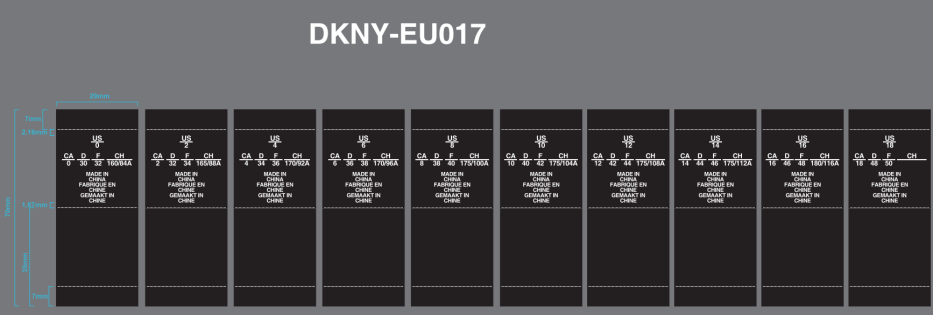 DKNY-EU017
29mm
7mm
2.16mm
1.82mm
79mm
39mm
7mm
US
0
CA D F CH
0 30 32 160/84A
MADE IN
CHINA
FABRIQUE EN
CHINE
GEMAAKT IN
CHINE
US
2
CA D F CH
2 32 34 165/88A
MADE IN
CHINA
FABRIQUE EN
CHINE
GEMAAKT IN
CHINE
US
4
CA D F CH
4 34 36 170/92A
MADE IN
CHINA
FABRIQUE EN
CHINE
GEMAAKT IN
CHINE
US
6
CA D F CH
6 36 38 170/96A
MADE IN
CHINA
FABRIQUE EN
CHINE
GEMAAKT IN
CHINE
US
8
CA D F CH
8 38 40 175/100A
MADE IN
CHINA
FABRIQUE EN
CHINE
GEMAAKT IN
CHINE
US
10
CA D F CH
10 40 42 175/104A
MADE IN
CHINA
FABRIQUE EN
CHINE
GEMAAKT IN
CHINE
US
12
CA D F CH
12 42 44 175/108A
MADE IN
CHINA
FABRIQUE EN
CHINE
GEMAAKT IN
CHINE
US
14
CA D F CH
14 44 46 175/112A
MADE IN
CHINA
FABRIQUE EN
CHINE
GEMAAKT IN
CHINE
US
16
CA D F CH
16 46 48 180/116A
MADE IN
CHINA
FABRIQUE EN
CHINE
GEMAAKT IN
CHINE
US
18
CA D F CH
18 48 50
MADE IN
CHINA
FABRIQUE EN
CHINE
GEMAAKT IN
CHINE